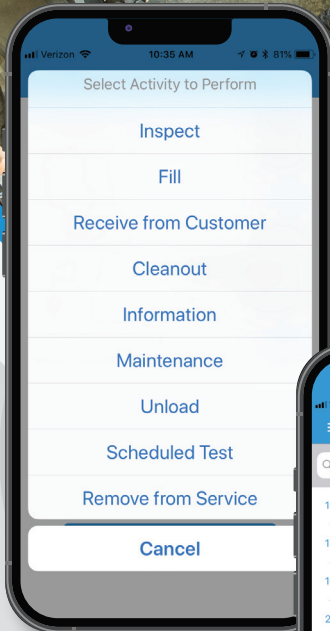 Verizon 10:35 AM 81%
Select Activity to Perform
Inspect
Fill
Receive from Customer
Cleanout
Information
Maintenance
Unload
Scheduled Test
Remove from Service
Cancel